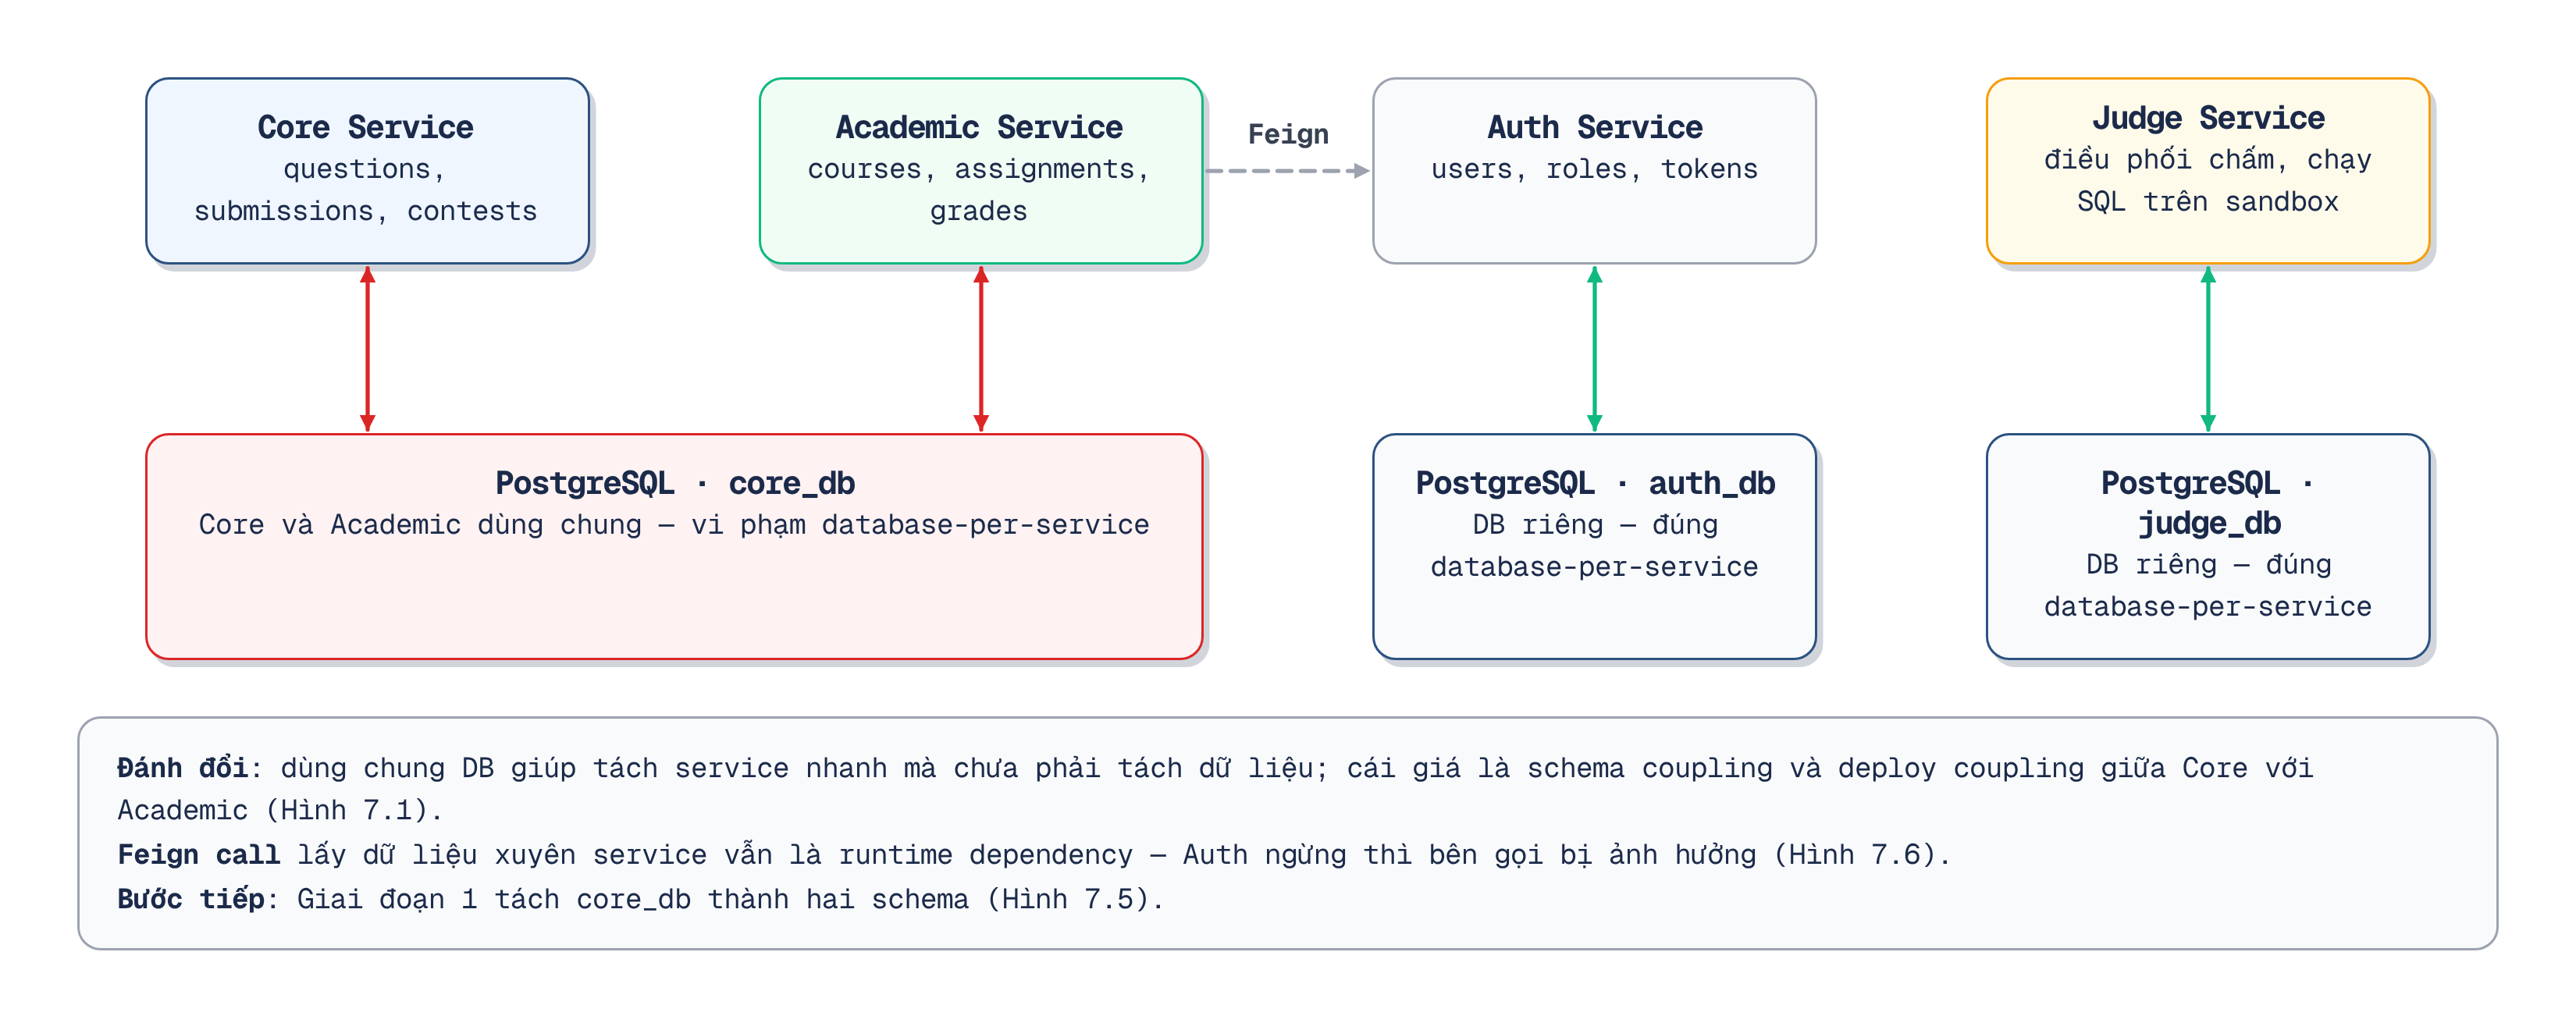 Core Service
questions,
submissions, contests
Academic Service
courses, assignments,
grades
Feign
Auth Service
users, roles, tokens
Judge Service
điều phối chấm, chạy
SQL trên sandbox
PostgreSQL · core_db
Core và Academic dùng chung — vi phạm database-per-service
PostgreSQL · auth_db
DB riêng — đúng
database-per-service
PostgreSQL ·
judge_db
DB riêng — đúng
database-per-service
Đánh đổi: dùng chung DB giúp tách service nhanh mà chưa phải tách dữ liệu; cái giá là schema coupling và deploy coupling giữa Core với
Academic (Hình 7.1).
Feign call lấy dữ liệu xuyên service vẫn là runtime dependency — Auth ngừng thì bên gọi bị ảnh hưởng (Hình 7.6).
Bước tiếp: Giai đoạn 1 tách core_db thành hai schema (Hình 7.5).